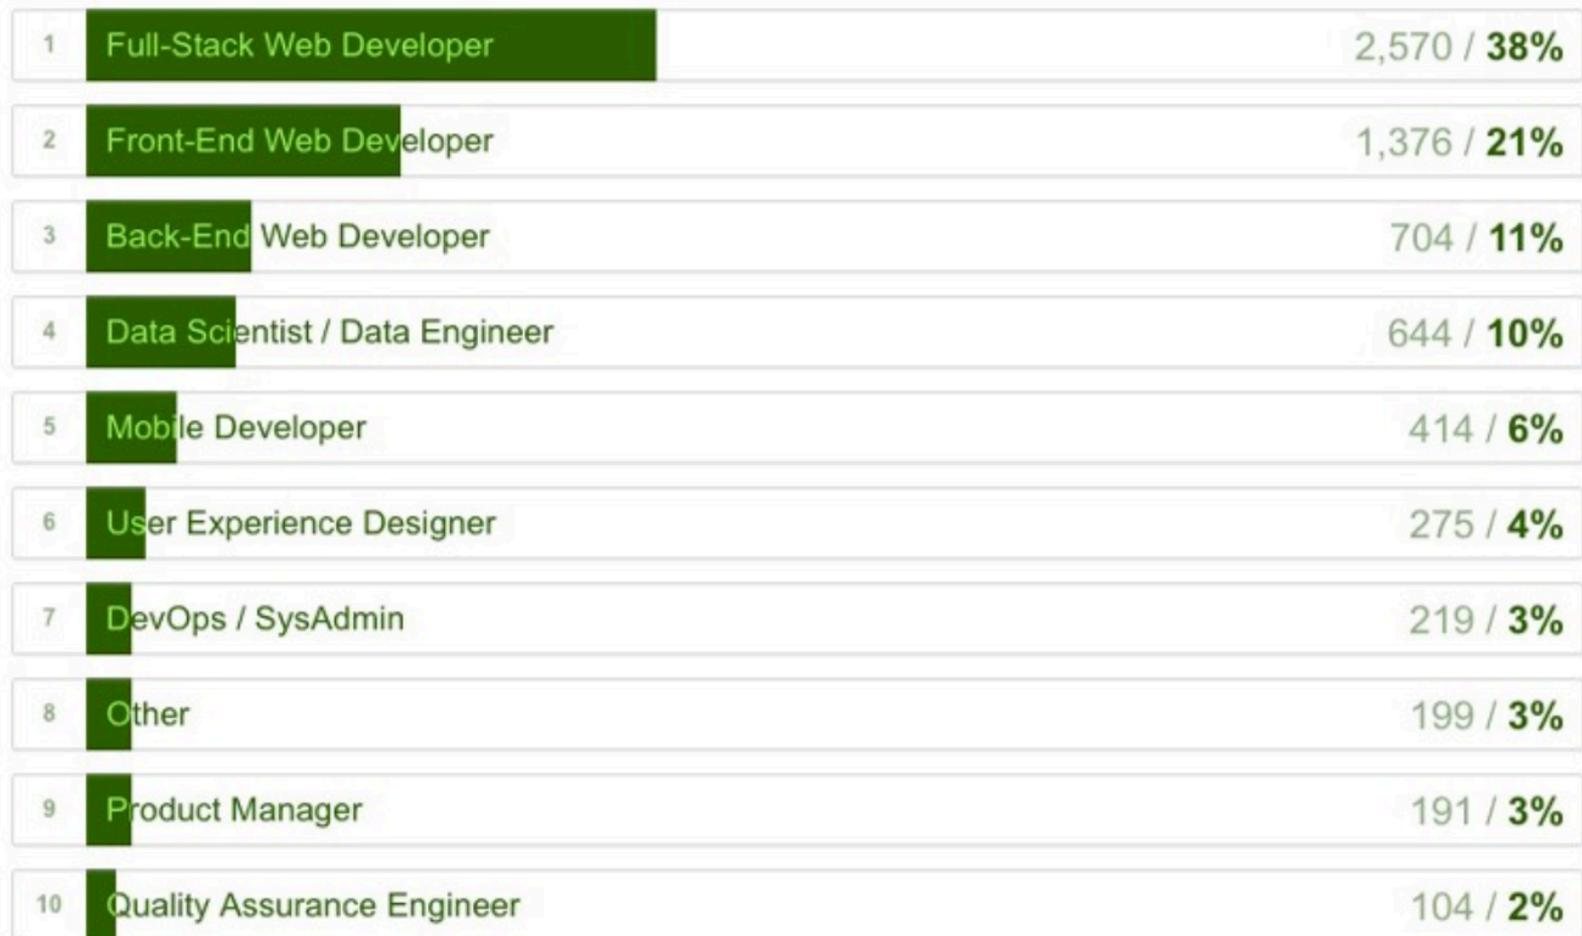 1 Full-Stack Web Developer 2,570 / 38%
2 Front-End Web Developer 1,376 / 21%
3 Back-End Web Developer 704 / 11%
4 Data Scientist / Data Engineer 644 / 10%
5 Mobile Developer 414 / 6%
6 User Experience Designer 275 / 4%
7 DevOps / SysAdmin 219 / 3%
8 Other 199 / 3%
9 Product Manager 191 / 3%
10 Quality Assurance Engineer 104 / 2%